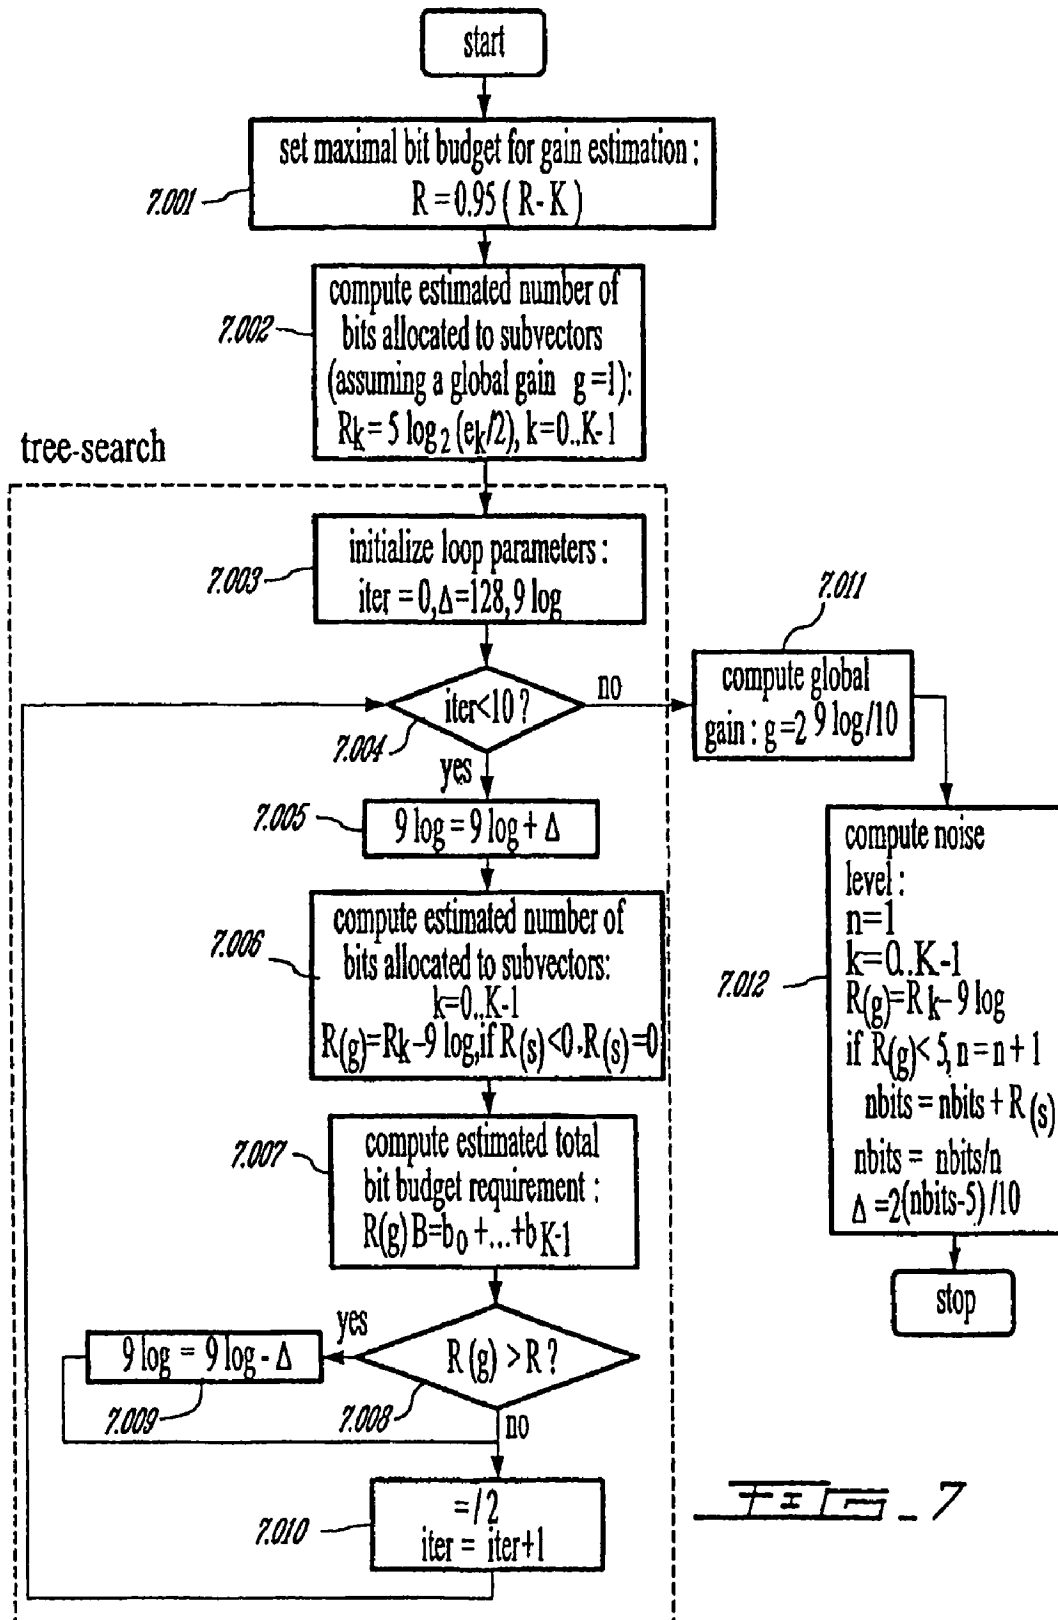 start
set maximal bit budget for gain estimation :
R = 0.95 ( R - K )
7.001
compute estimated number of
bits allocated to subvectors
(assuming a global gain g =1):
Rk = 5 log 2 (ek/2), k=0..K-1
7.002
tree-search
initialize loop parameters :
iter = 0, Δ=128, 9 log
7.003
iter<10 ?
7.004
no
yes
9 log = 9 log + Δ
7.005
compute estimated number of
bits allocated to subvectors:
k=0..K-1
R(g)=Rk-9 log, if R(s)<0, R(s)=0
7.006
compute estimated total
bit budget requirement :
R(g) B=b0 +...+bK-1
7.007
R (g) >R ?
7.008
yes
no
9 log = 9 log - Δ
7.009
= / 2
iter = iter+1
7.010
7.011
compute global
gain : g=2 9 log/10
compute noise
level :
n=1
k=0..K-1
R(g)=Rk-9 log
if R(g)< 5, n= n + 1
nbits = nbits + R(s)
nbits = nbits/n
Δ =2(nbits-5) /10
7.012
stop
FIG. 7